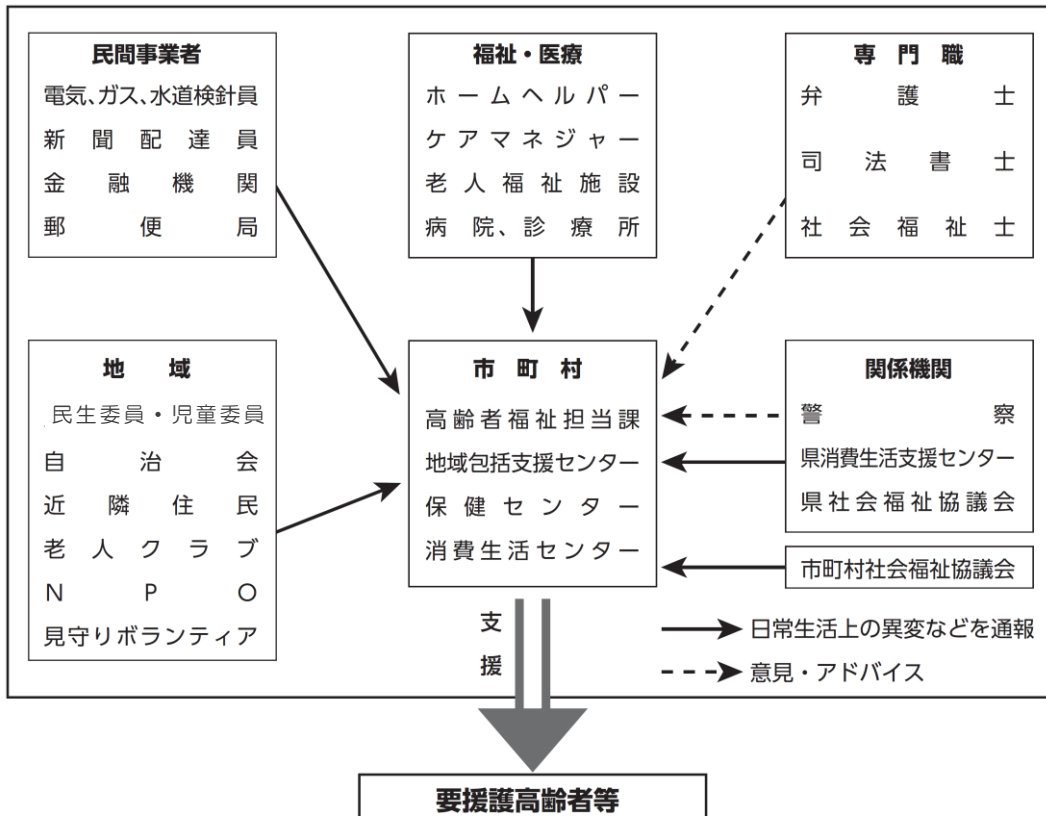 民間事業者
電気、ガス、水道検針員
新聞配達員
金融機関
郵便局
福祉・医療
ホームヘルパー
ケアマネジャー
老人福祉施設
病院、診療所
専門職
弁護士
司法書士
社会福祉士
地域
民生委員・児童委員
自治会
近隣住民
老人クラブ
NPO
見守りボランティア
市町村
高齢者福祉担当課
地域包括支援センター
保健センター
消費生活センター
関係機関
警察
県消費生活支援センター
県社会福祉協議会
市町村社会福祉協議会
支援
日常生活上の異変などを通報
意見・アドバイス
要援護高齢者等